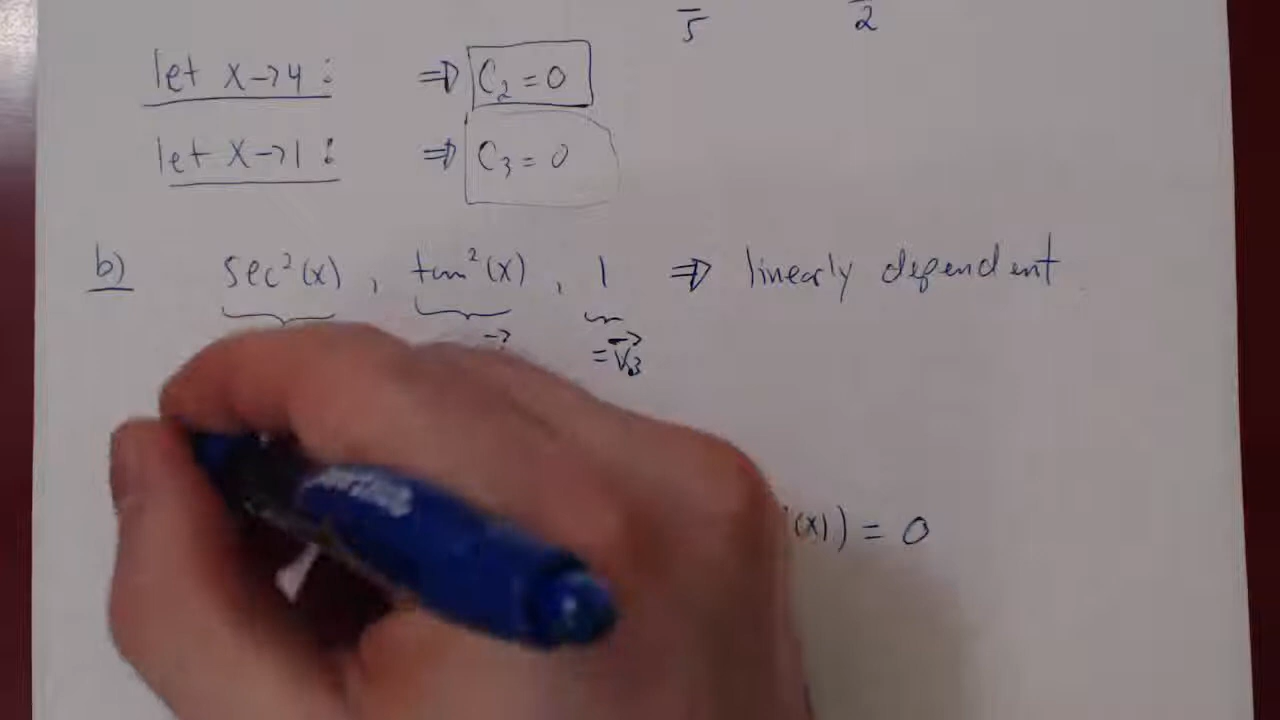 5 2
let x→4 : ⇒ C₂ = 0
let x→1 : ⇒ C₃ = 0
b) sec²(x) , tan²(x) , 1 ⇒ linearly dependent
→ = v⃗₃
(x)) = 0